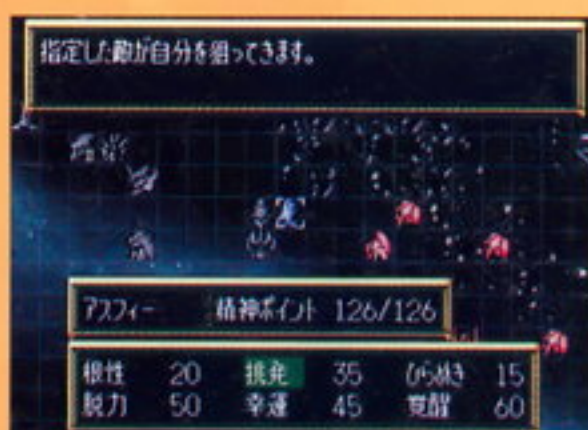 指定した敵が自分を狙ってきます。
アスフィー 精神ポイント 126/126
根性 20 挑発 35 ひらめき 15
脱力 50 幸運 45 覚醒 60